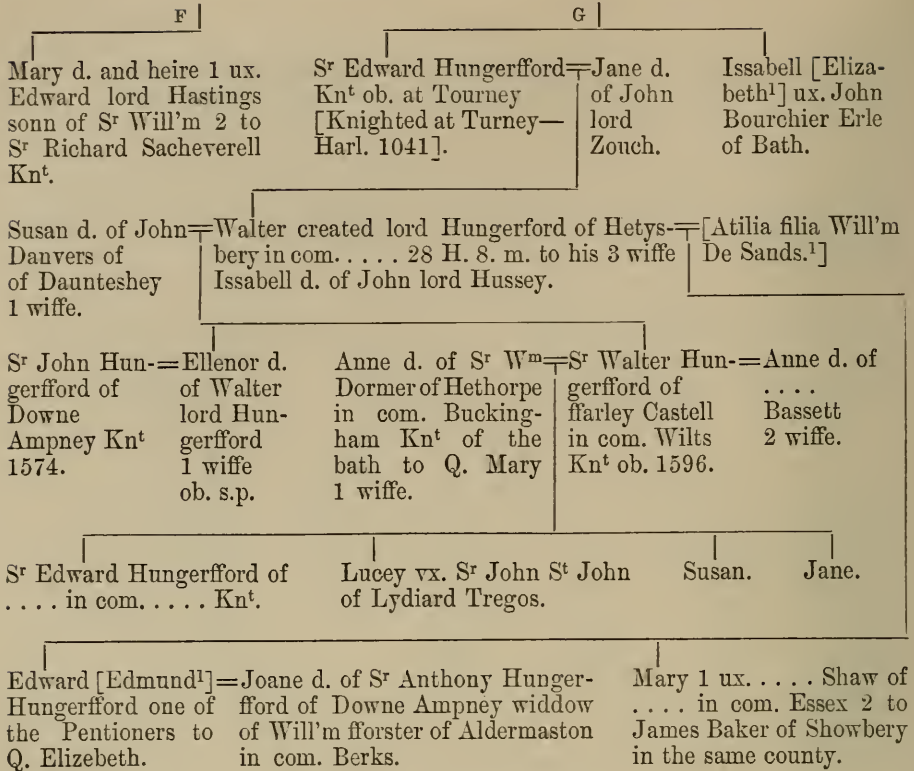 F
G
Mary d. and heire 1 ux.
Edward lord Hastings
sonn of Sʳ Will'm 2 to
Sʳ Richard Sacheverell
Knᵗ.
Sʳ Edward Hungerfford
Knᵗ ob. at Tourney
[Knighted at Turney—
Harl. 1041].
Jane d.
of John
lord
Zouch.
Issabell [Eliza-
beth¹] ux. John
Bourchier Erle
of Bath.
Susan d. of John
Danvers of
of Daunteshey
1 wiffe.
Walter created lord Hungerford of Hetys-
bery in com. . . . . 28 H. 8. m. to his 3 wiffe
Issabell d. of John lord Hussey.
[Atilia filia Will'm
De Sands.¹]
Sʳ John Hun-
gerfford of
Downe
Ampney Knᵗ
1574.
Ellenor d.
of Walter
lord Hun-
gerfford
1 wiffe
ob. s.p.
Anne d. of Sʳ Wᵐ
Dormer of Hethorpe
in com. Bucking-
ham Knᵗ of the
bath to Q. Mary
1 wiffe.
Sʳ Walter Hun-
gerfford of
ffarley Castell
in com. Wilts
Knᵗ ob. 1596.
Anne d. of
. . . .
Bassett
2 wiffe.
Sʳ Edward Hungerfford of
. . . . in com. . . . . Knᵗ.
Lucey vx. Sʳ John Sᵗ John
of Lydiard Tregos.
Susan.
Jane.
Edward [Edmund¹]
Hungerfford one of
the Pentioners to
Q. Elizebeth.
Joane d. of Sʳ Anthony Hunger-
fford of Downe Ampney widdow
of Will'm fforster of Aldermaston
in com. Berks.
Mary 1 ux. . . . . Shaw of
. . . . in com. Essex 2 to
James Baker of Showbery
in the same county.